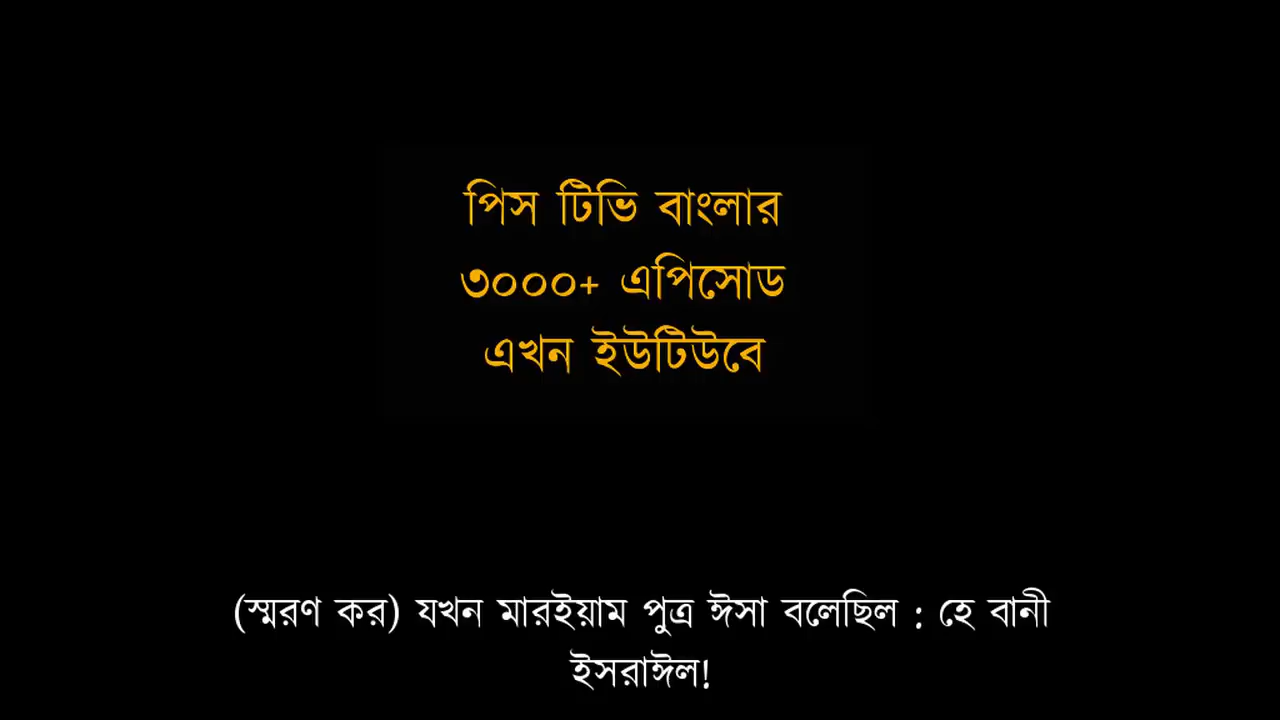 পিস টিভি বাংলার
৩০০০+ এপিসোড
এখন ইউটিউবে
(স্মরণ কর) যখন মারইয়াম পুত্র ঈসা বলেছিল : হে বানী
ইসরাঈল!